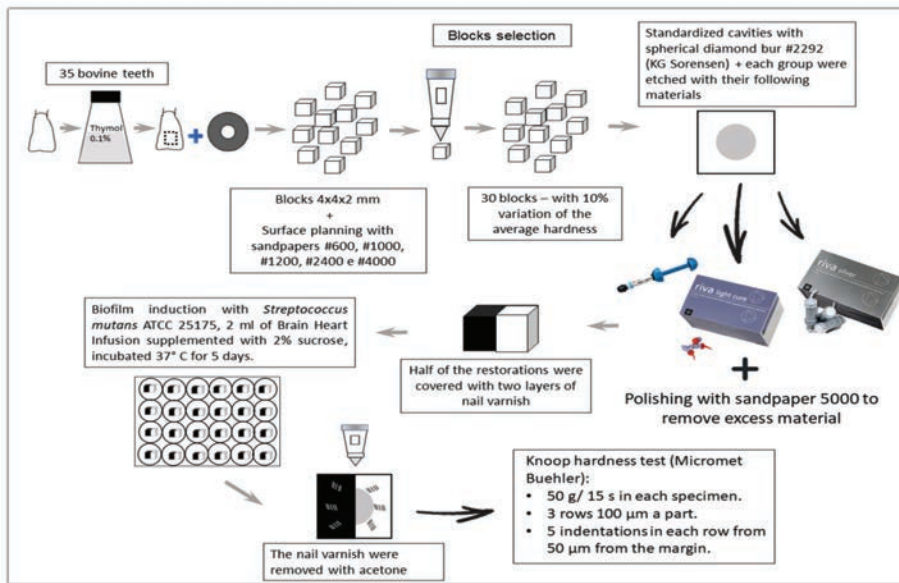 Blocks selection
35 bovine teeth
Thymol
0.1%
Blocks 4x4x2 mm
+
Surface planning with
sandpapers #600, #1000,
#1200, #2400 e #4000
30 blocks – with 10%
variation of the
average hardness
Standardized cavities with
spherical diamond bur #2292
(KG Sorensen) + each group were
etched with their following
materials
riva light cure
riva silver
+
Polishing with sandpaper 5000 to
remove excess material
Half of the restorations were
covered with two layers of
nail varnish
Biofilm induction with Streptococcus
mutans ATCC 25175, 2 ml of Brain Heart
Infusion supplemented with 2% sucrose,
incubated 37° C for 5 days.
The nail varnish were
removed with acetone
Knoop hardness test (Micromet
Buehler):
• 50 g/ 15 s in each specimen.
• 3 rows 100 µm a part.
• 5 indentations in each row from
50 µm from the margin.